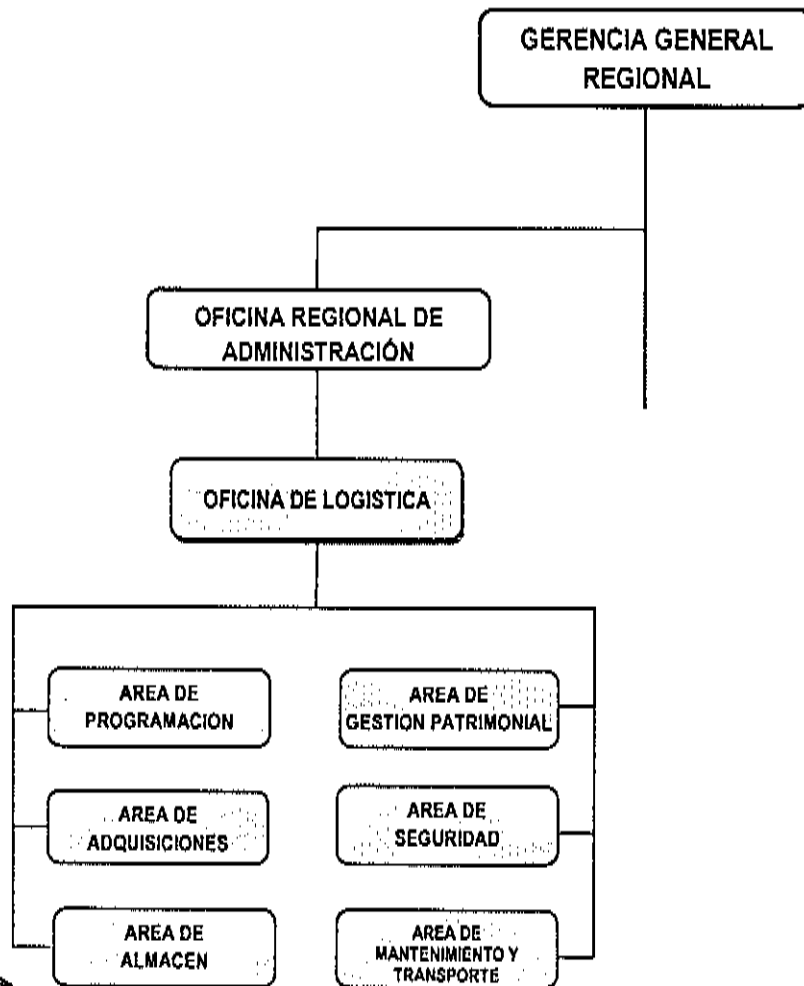 GERENCIA GENERAL
REGIONAL
OFICINA REGIONAL DE
ADMINISTRACIÓN
OFICINA DE LOGISTICA
AREA DE
PROGRAMACION
AREA DE
GESTION PATRIMONIAL
AREA DE
ADQUISICIONES
AREA DE
SEGURIDAD
AREA DE
ALMACEN
AREA DE
MANTENIMIENTO Y
TRANSPORTE